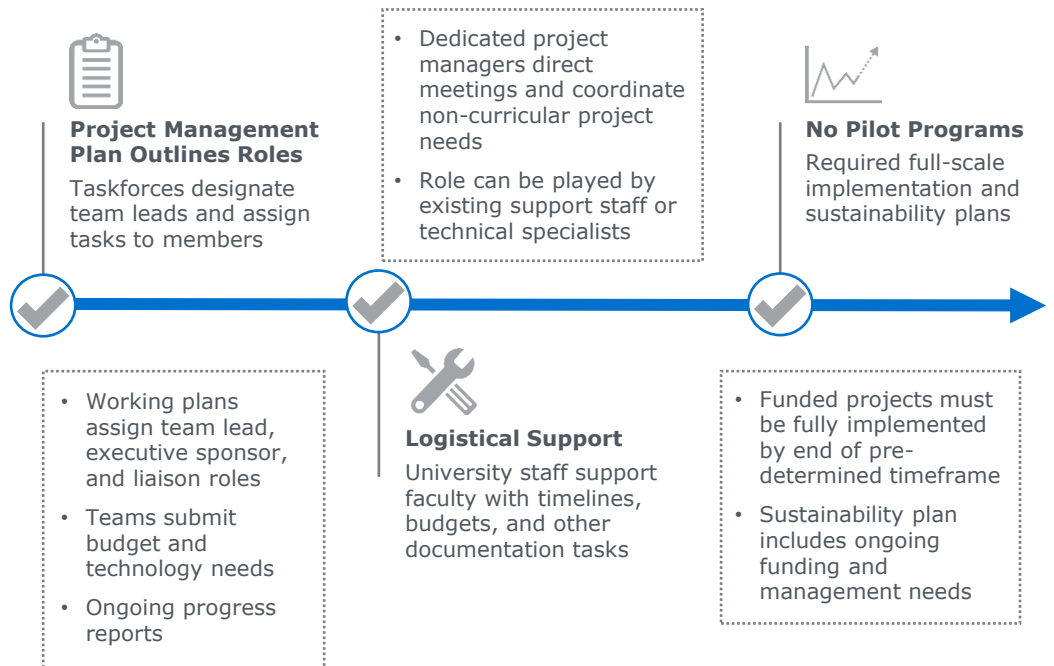 Project Management
Plan Outlines Roles
Taskforces designate
team leads and assign
tasks to members
• Working plans
assign team lead,
executive sponsor,
and liaison roles
• Teams submit
budget and
technology needs
• Ongoing progress
reports
• Dedicated project
managers direct
meetings and coordinate
non-curricular project
needs
• Role can be played by
existing support staff or
technical specialists
Logistical Support
University staff support
faculty with timelines,
budgets, and other
documentation tasks
No Pilot Programs
Required full-scale
implementation and
sustainability plans
• Funded projects must
be fully implemented
by end of pre-
determined timeframe
• Sustainability plan
includes ongoing
funding and
management needs